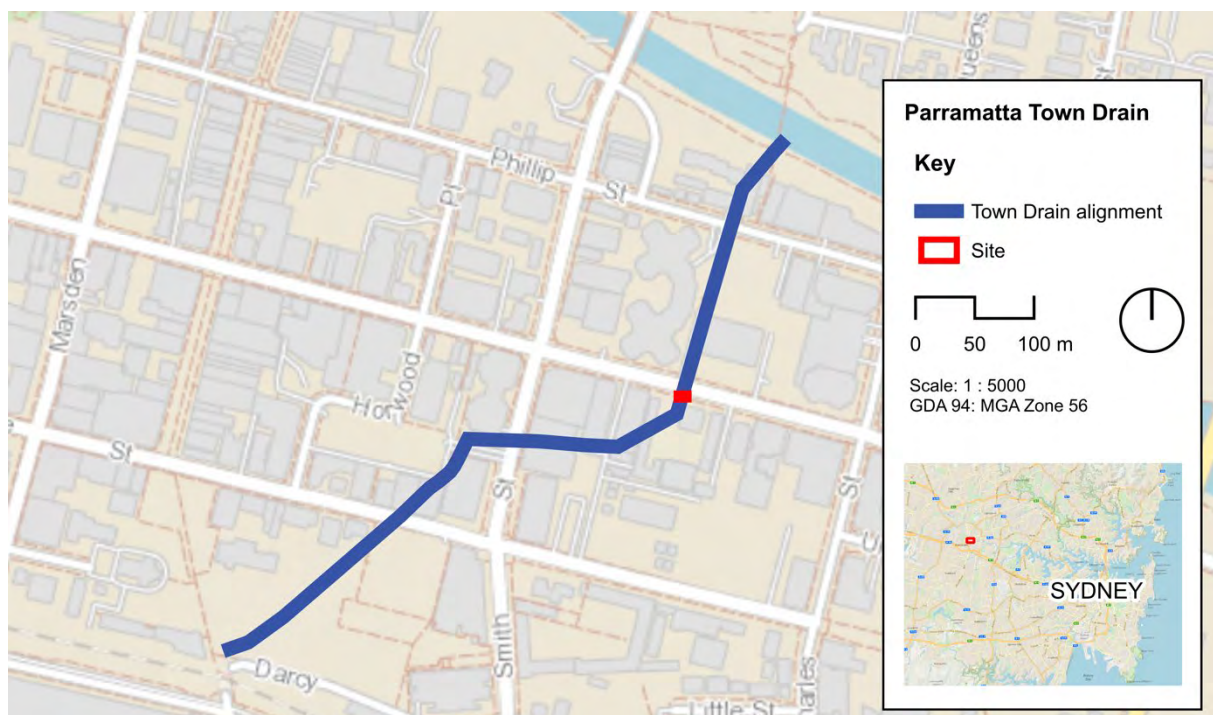 Phillip
St
Pl
Marsden
Horwood
St
St
Smith
Darcy
St
Little St
Parramatta Town Drain
Key
Town Drain alignment
Site
0 50 100 m
Scale: 1 : 5000
GDA 94: MGA Zone 56
SYDNEY